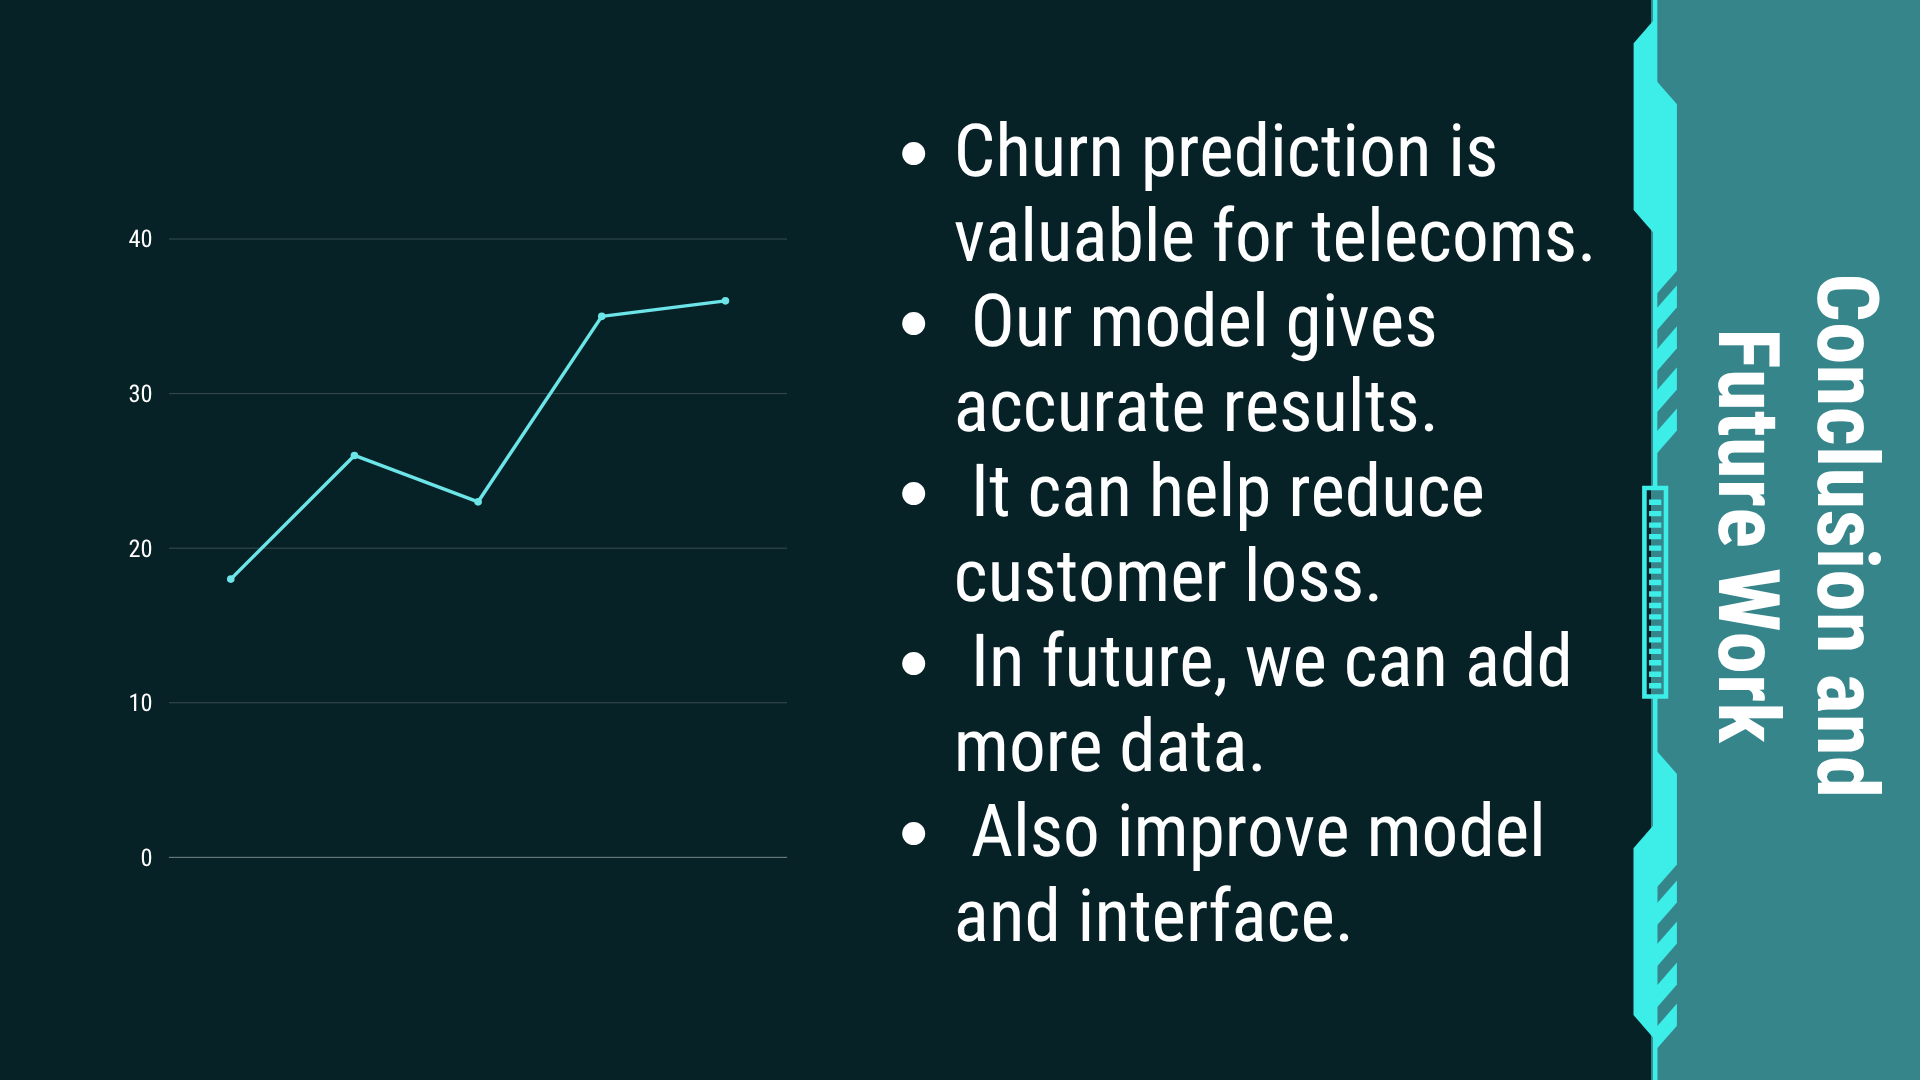 40
30
20
10
0
• Churn prediction is
valuable for telecoms.
• Our model gives
accurate results.
• It can help reduce
customer loss.
• In future, we can add
more data.
• Also improve model
and interface.
Conclusion and
Future Work